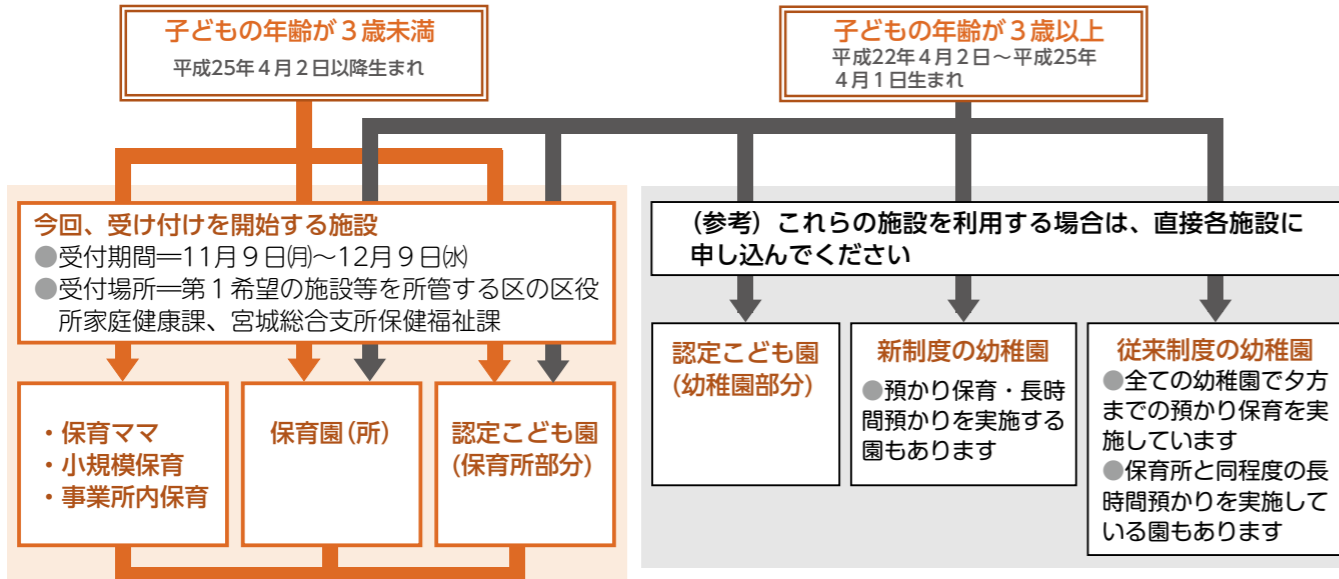 子どもの年齢が３歳未満
平成25年４月２日以降生まれ
子どもの年齢が３歳以上
平成22年４月２日～平成25年
４月１日生まれ
今回、受け付けを開始する施設
●受付期間＝11月９日㈪～12月９日㈬
●受付場所＝第１希望の施設等を所管する区の区役
所家庭健康課、宮城総合支所保健福祉課
・保育ママ
・小規模保育
・事業所内保育
保育園（所）
認定こども園
（保育所部分）
（参考）これらの施設を利用する場合は、直接各施設に
申し込んでください
認定こども園
（幼稚園部分）
新制度の幼稚園
●預かり保育・長時
間預かりを実施する
園もあります
従来制度の幼稚園
●全ての幼稚園で夕方
までの預かり保育を実
施しています
●保育所と同程度の長
時間預かりを実施して
いる園もあります